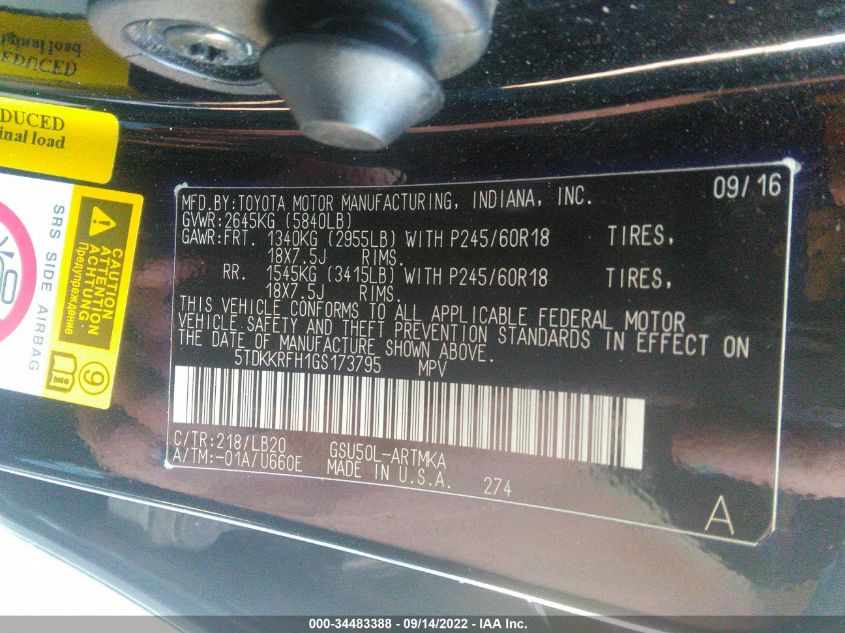 EDUCED
DUCED
inal load
SRS SIDE AIRBAG
CAUTION
ATTENTION
ACHTUNG
Предупреждение
9
MFD.BY:TOYOTA MOTOR MANUFACTURING, INDIANA, INC. 09/16
GVWR:2645KG (5840LB)
GAWR:FRT. 1340KG (2955LB) WITH P245/60R18 TIRES,
18X7.5J RIMS.
RR. 1545KG (3415LB) WITH P245/60R18 TIRES,
18X7.5J RIMS.
THIS VEHICLE CONFORMS TO ALL APPLICABLE FEDERAL MOTOR
VEHICLE SAFETY AND THEFT PREVENTION STANDARDS IN EFFECT ON
THE DATE OF MANUFACTURE SHOWN ABOVE.
5TDKKRFH1GS173795 MPV
C/TR:218/LB20 GSU50L-ARTMKA
A/TM:-01A/U660E MADE IN U.S.A. 274
A
000-34483388 - 09/14/2022 - IAA Inc.